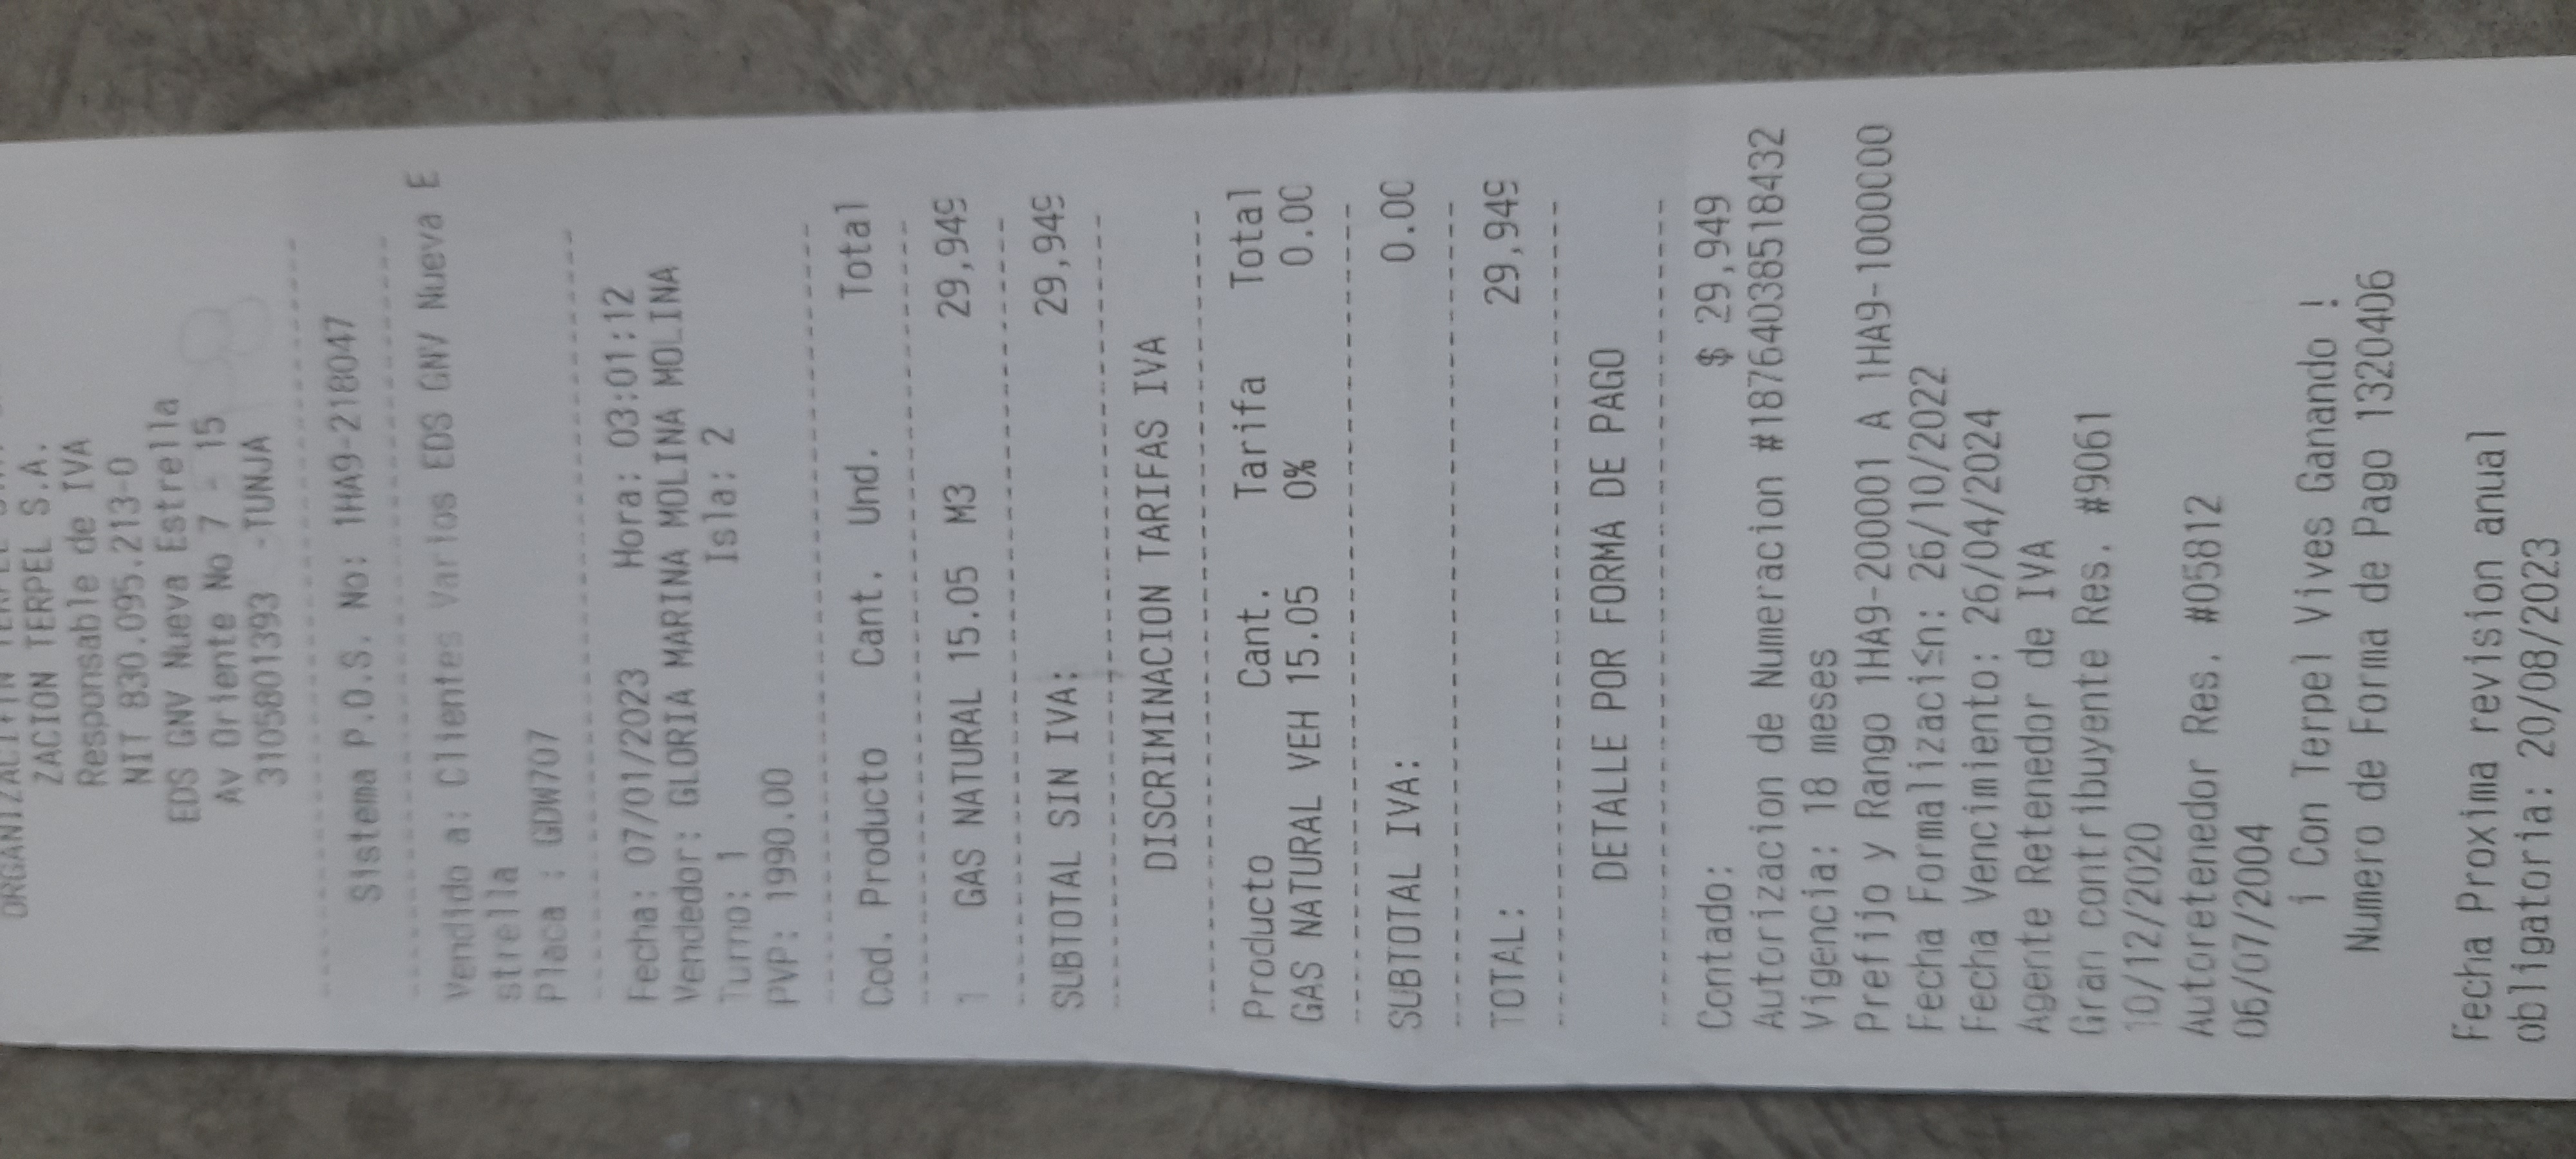 ORGANIZACION TERPEL
ZACION TERPEL S.A.
Responsable de IVA
NIT 830.095.213-0
EDS GNV Nueva Estrella
Av Oriente No 7 - 15
3105801393 -TUNJA
Sistema P.O.S. No: 1HA9-218047
Vendido a: Clientes Varios EDS GNV Nueva E
strella
Placa : GDW707
Fecha: 07/01/2023 Hora: 03:01:12
Vendedor: GLORIA MARINA MOLINA MOLINA
Turno: 1 Isla: 2
PVP: 1990.00
Cod. Producto Cant. Und. Total
1 GAS NATURAL 15.05 M3 29,949
SUBTOTAL SIN IVA: 29,949
DISCRIMINACION TARIFAS IVA
Producto Cant. Tarifa Total
GAS NATURAL VEH 15.05 0% 0.00
SUBTOTAL IVA: 0.00
TOTAL: 29,949
DETALLE POR FORMA DE PAGO
Contado: $ 29,949
Autorizacion de Numeracion #18764038518432
Vigencia: 18 meses
Prefijo y Rango 1HA9-200001 A 1HA9-1000000
Fecha Formalizaci≤n: 26/10/2022
Fecha Vencimiento: 26/04/2024
Agente Retenedor de IVA
Gran contribuyente Res. #9061
10/12/2020
Autoretenedor Res. #05812
06/07/2004
¡ Con Terpel Vives Ganando !
Numero de Forma de Pago 1320406
Fecha Proxima revision anual
obligatoria: 20/08/2023